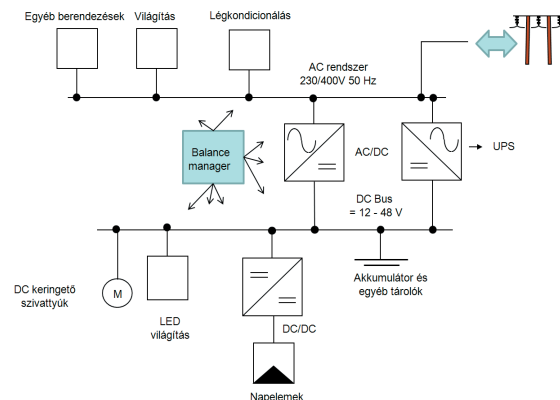 Egyéb berendezések
Világítás
Légkondicionálás
AC rendszer
230/400V 50 Hz
Balance
manager
AC/DC
UPS
DC Bus
= 12 - 48 V
DC keringető
szivattyúk
M
LED
világítás
DC/DC
Akkumulátor és
egyéb tárolók
Napelemek